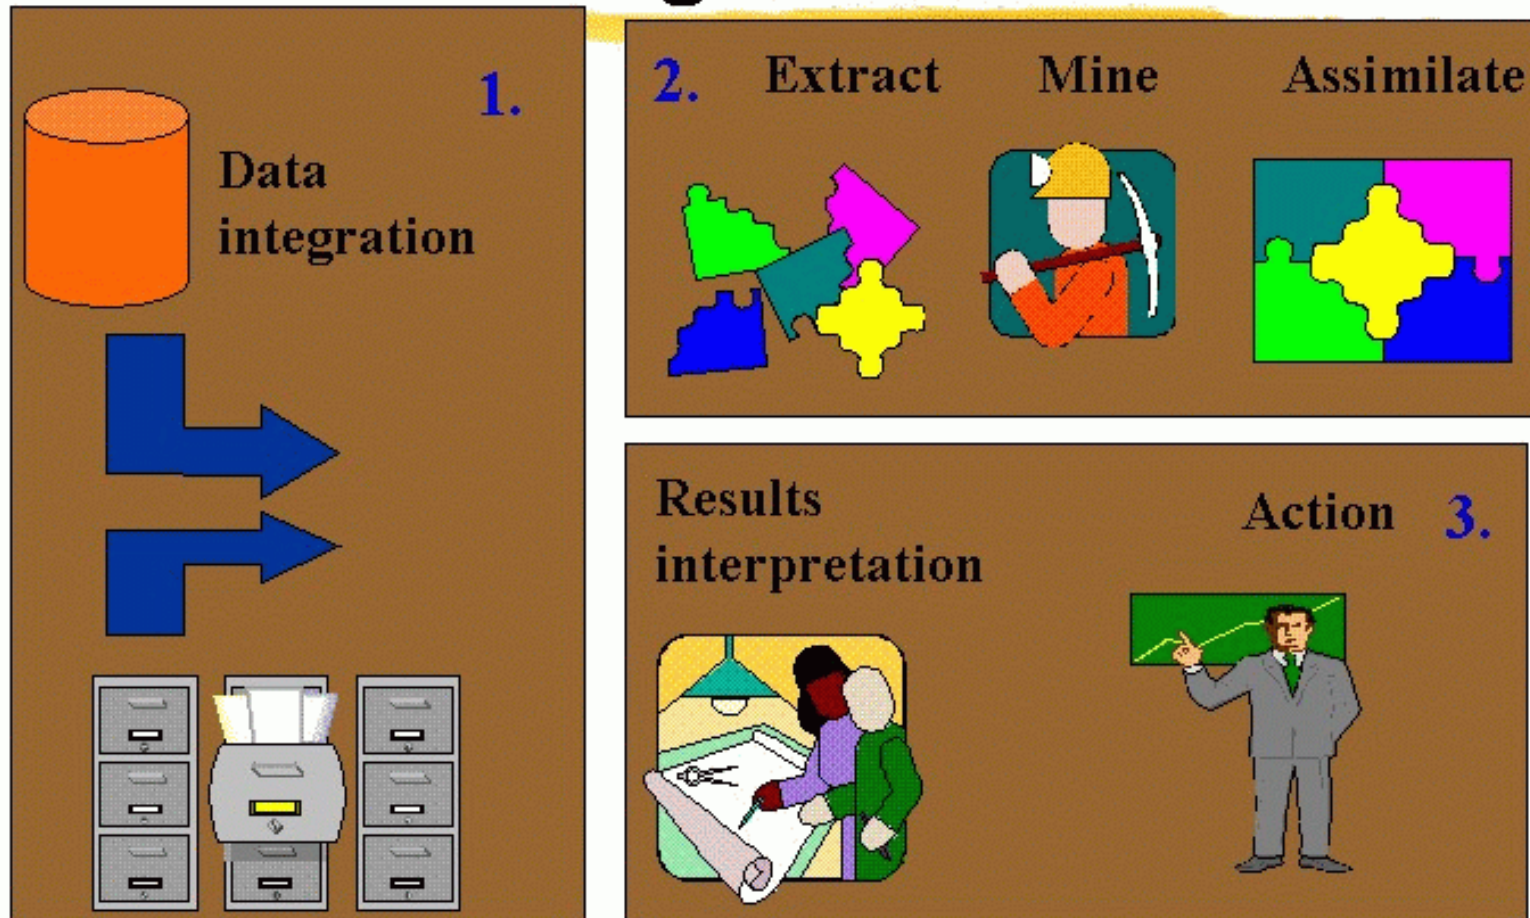 1.
Data
integration
2. Extract Mine Assimilate
Results
interpretation
Action 3.